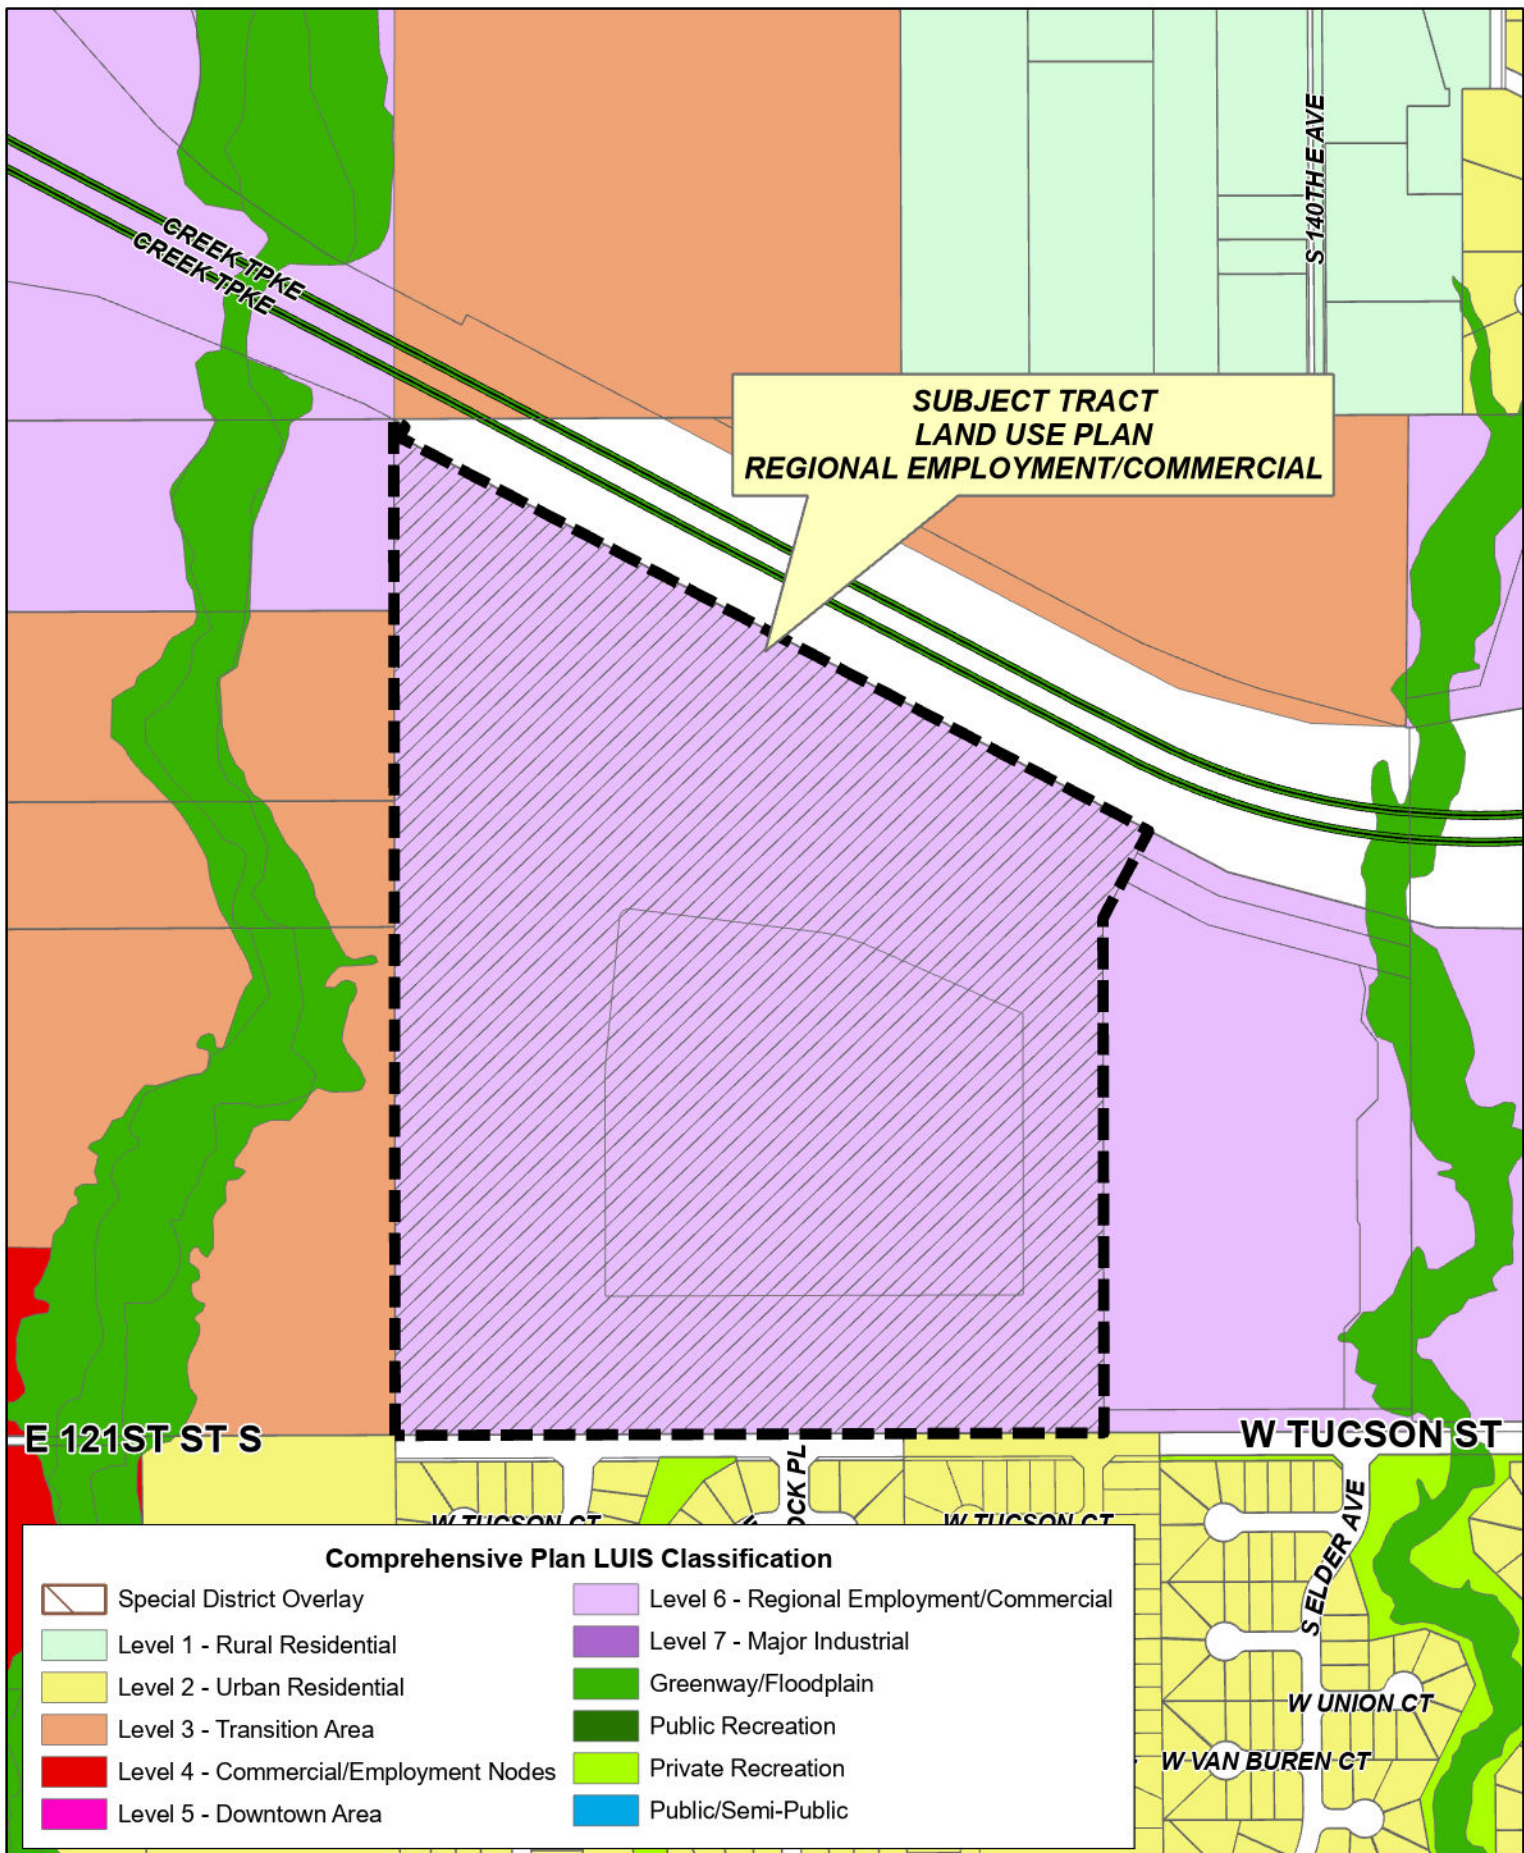 S 140TH E AVE
CREEK TPKE
CREEK TPKE
SUBJECT TRACT
LAND USE PLAN
REGIONAL EMPLOYMENT/COMMERCIAL
E 121ST ST S
W TUCSON ST
OCK PL
W TUCSON CT
W TUCSON CT
S ELDER AVE
W UNION CT
W VAN BUREN CT
Comprehensive Plan LUIS Classification
Special District Overlay
Level 1 - Rural Residential
Level 2 - Urban Residential
Level 3 - Transition Area
Level 4 - Commercial/Employment Nodes
Level 5 - Downtown Area
Level 6 - Regional Employment/Commercial
Level 7 - Major Industrial
Greenway/Floodplain
Public Recreation
Private Recreation
Public/Semi-Public